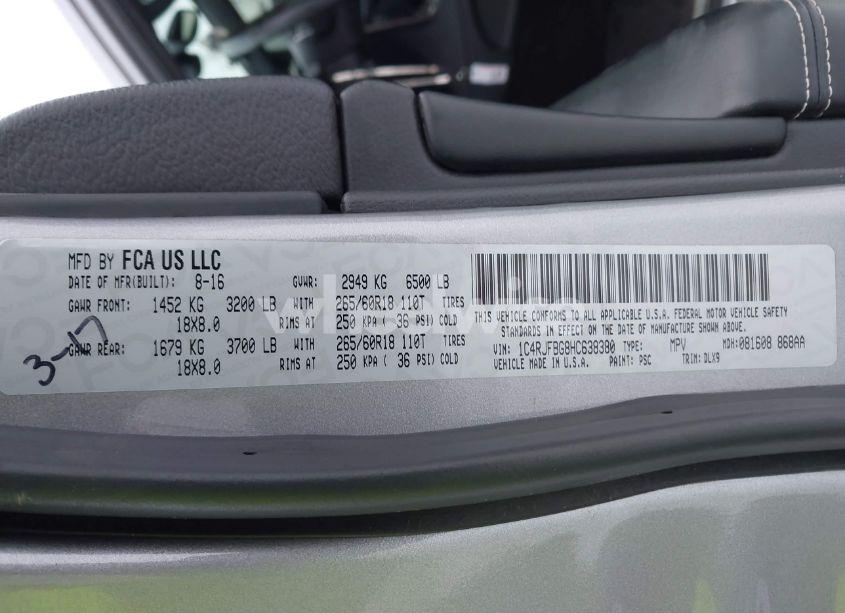 MFD BY FCA US LLC
DATE OF MFR(BUILT): 8-16 GVWR: 2949 KG 6500 LB
GAWR FRONT: 1452 KG 3200 LB WITH 265/60R18 110T TIRES
18X8.0 RIMS AT 250 KPA ( 36 PSI) COLD
GAWR REAR: 1679 KG 3700 LB WITH 265/60R18 110T TIRES
18X8.0 RIMS AT 250 KPA ( 36 PSI) COLD
3-17
THIS VEHICLE CONFORMS TO ALL APPLICABLE U.S.A. FEDERAL MOTOR VEHICLE SAFETY
STANDARDS IN EFFECT ON THE DATE OF MANUFACTURE SHOWN ABOVE.
VIN: 1C4RJFBG8HC638380 TYPE: MPV MDH:081608 868AA
VEHICLE MADE IN U.S.A. PAINT: PSC TRIM: DLX9